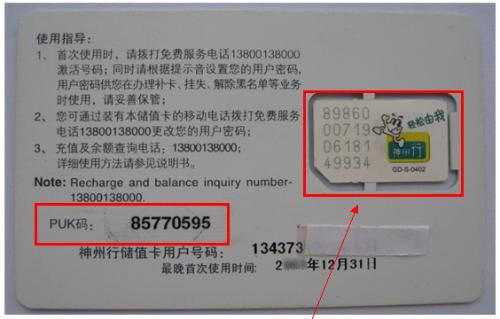 使用指导:
1、 首次使用时，请拨打免费服务电话13800138000
激活号码；同时请根据提示音设置您的用户密码，
用户密码供您在办理补卡、挂失、解除黑名单等业务
时使用，请妥善保管；
2、 您可通过装有本储值卡的移动电话拨打免费服务
电话13800138000更改您的用户密码；
3、 充值及余额查询电话：13800138000；
详细使用方法请参见说明书。
Note: Recharge and balance inquiry number-
13800138000.
PUK码: 85770595
神州行储值卡用户号码: 134373
最晚首次使用时间: 2 年12月31日
89860
00719
06181
49934
轻松由我
神州行
GD-S-0402